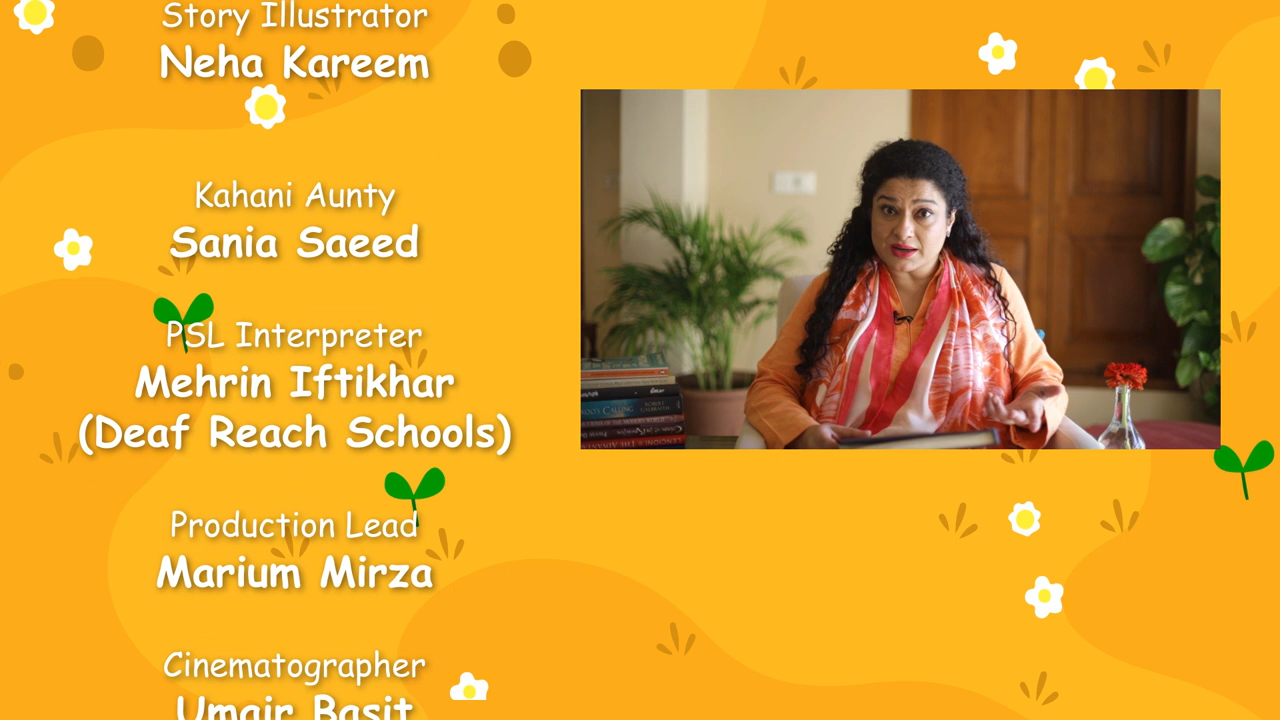 Story Illustrator
Neha Kareem
Kahani Aunty
Sania Saeed
PSL Interpreter
Mehrin Iftikhar
(Deaf Reach Schools)
Production Lead
Marium Mirza
Cinematographer
Umair Basit